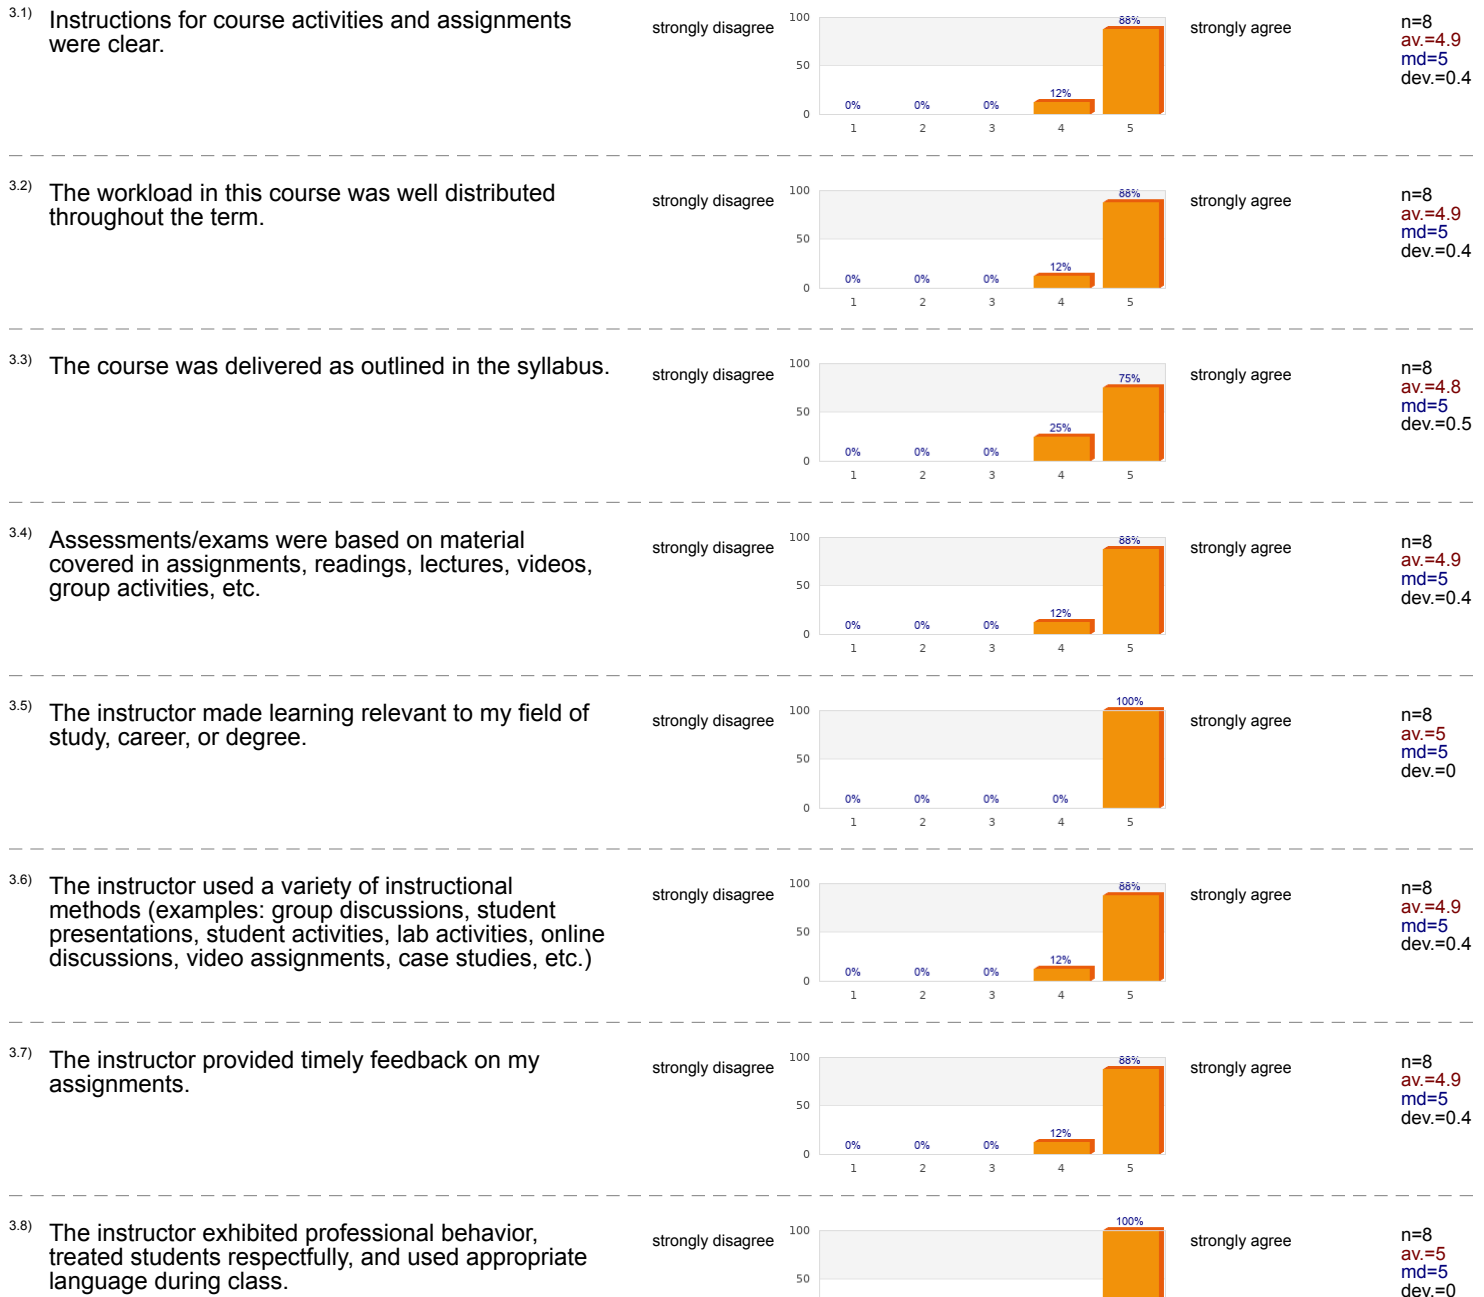 3.1) Instructions for course activities and assignments
were clear.
strongly disagree
100
50
0
0%
0%
0%
12%
88%
1 2 3 4 5
strongly agree
n=8
av.=4.9
md=5
dev.=0.4
3.2) The workload in this course was well distributed
throughout the term.
strongly disagree
100
50
0
0%
0%
0%
12%
88%
1 2 3 4 5
strongly agree
n=8
av.=4.9
md=5
dev.=0.4
3.3) The course was delivered as outlined in the syllabus.
strongly disagree
100
50
0
0%
0%
0%
25%
75%
1 2 3 4 5
strongly agree
n=8
av.=4.8
md=5
dev.=0.5
3.4) Assessments/exams were based on material
covered in assignments, readings, lectures, videos,
group activities, etc.
strongly disagree
100
50
0
0%
0%
0%
12%
88%
1 2 3 4 5
strongly agree
n=8
av.=4.9
md=5
dev.=0.4
3.5) The instructor made learning relevant to my field of
study, career, or degree.
strongly disagree
100
50
0
0%
0%
0%
0%
100%
1 2 3 4 5
strongly agree
n=8
av.=5
md=5
dev.=0
3.6) The instructor used a variety of instructional
methods (examples: group discussions, student
presentations, student activities, lab activities, online
discussions, video assignments, case studies, etc.)
strongly disagree
100
50
0
0%
0%
0%
12%
88%
1 2 3 4 5
strongly agree
n=8
av.=4.9
md=5
dev.=0.4
3.7) The instructor provided timely feedback on my
assignments.
strongly disagree
100
50
0
0%
0%
0%
12%
88%
1 2 3 4 5
strongly agree
n=8
av.=4.9
md=5
dev.=0.4
3.8) The instructor exhibited professional behavior,
treated students respectfully, and used appropriate
language during class.
strongly disagree
100
50
100%
strongly agree
n=8
av.=5
md=5
dev.=0